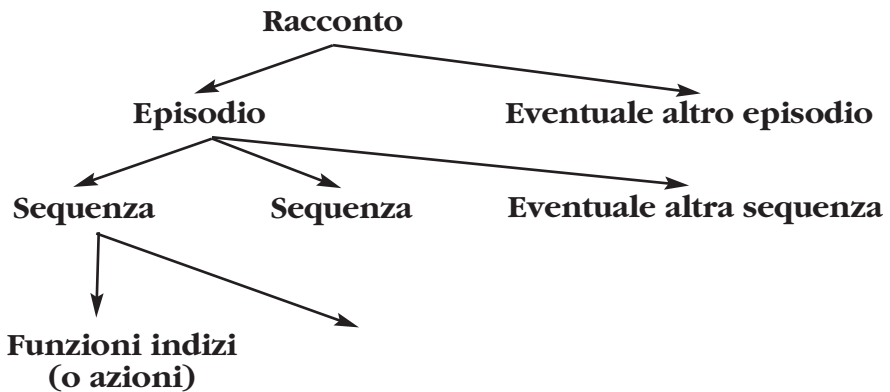 Racconto
Episodio
Eventuale altro episodio
Sequenza
Sequenza
Eventuale altra sequenza
Funzioni indizi
(o azioni)